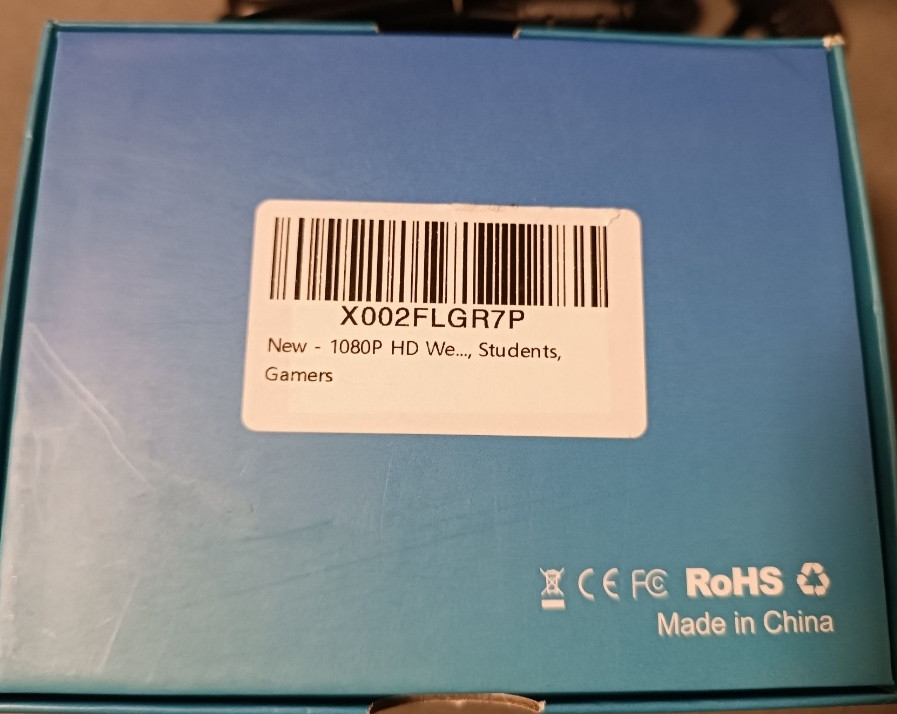 X002FLGR7P
New - 1080P HD We..., Students,
Gamers
CE FC RoHS
Made in China